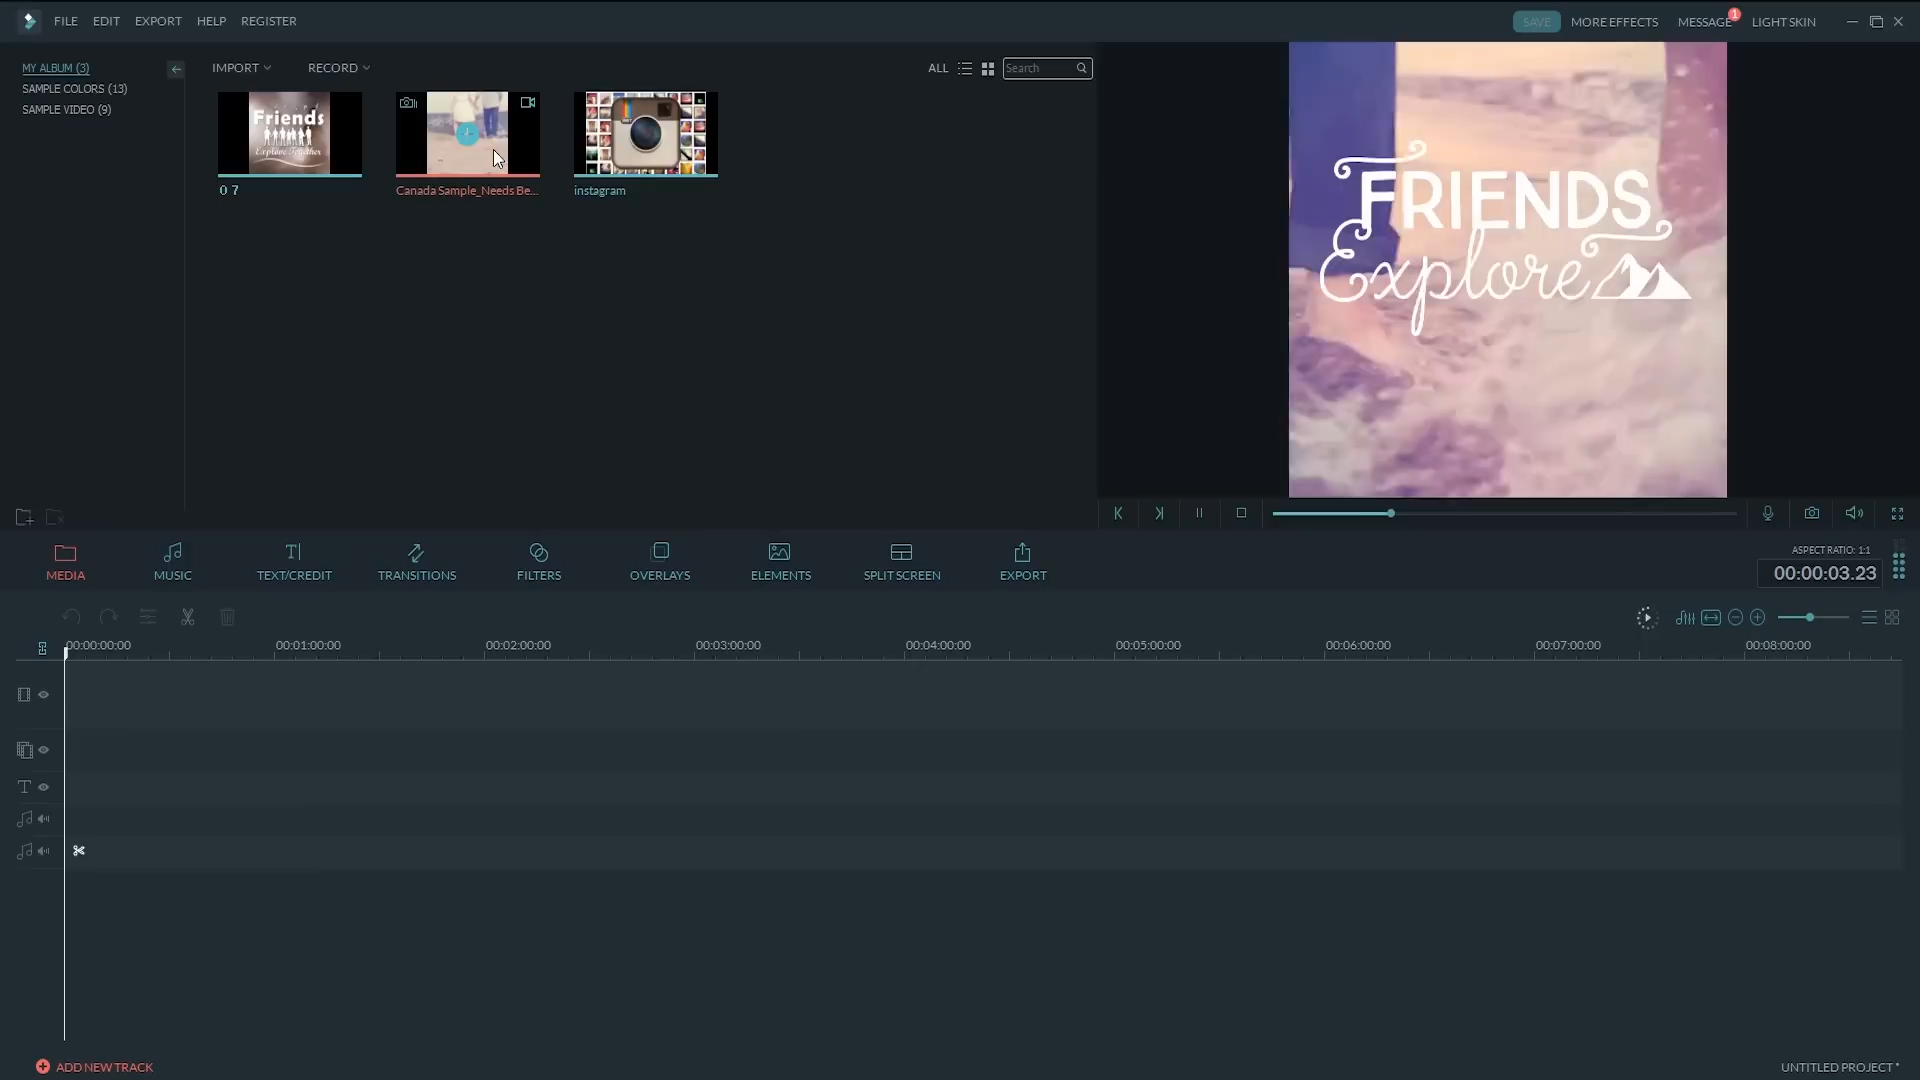 FILE EDIT EXPORT HELP REGISTER
SAVE MORE EFFECTS MESSAGE 1 LIGHT SKIN
MY ALBUM (3)
SAMPLE COLORS (13)
SAMPLE VIDEO (9)
IMPORT RECORD ALL Search
Friends
Explore Together
0 7
Canada Sample_Needs Be...
instagram
FRIENDS
Explore
MEDIA MUSIC TEXT/CREDIT TRANSITIONS FILTERS OVERLAYS ELEMENTS SPLIT SCREEN EXPORT
ASPECT RATIO: 1:1
00:00:03.23
00:00:00:00 00:01:00:00 00:02:00:00 00:03:00:00 00:04:00:00 00:05:00:00 00:06:00:00 00:07:00:00 00:08:00:00
ADD NEW TRACK
UNTITLED PROJECT *